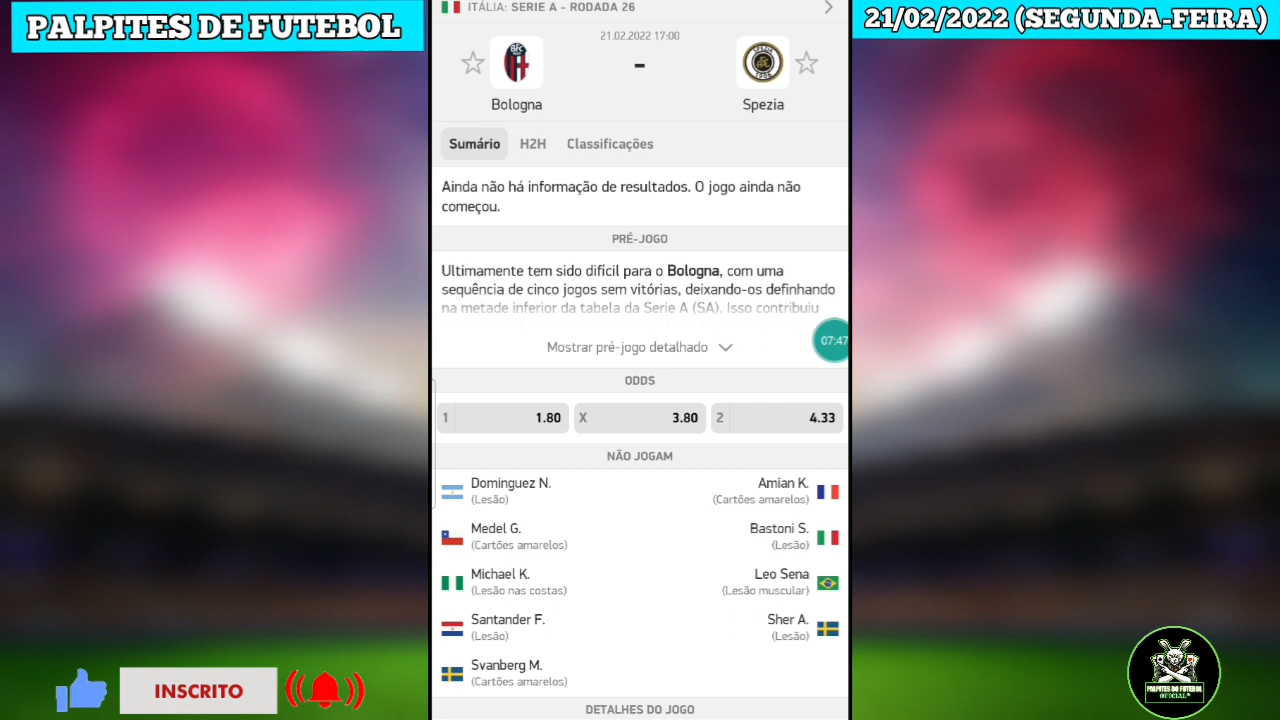 PALPITES DE FUTEBOL
21/02/2022 (SEGUNDA-FEIRA)
ITÁLIA: SERIE A - RODADA 26
21.02.2022 17:00
-
Bologna
Spezia
Sumário H2H Classificações
Ainda não há informação de resultados. O jogo ainda não
começou.
PRÉ-JOGO
Ultimamente tem sido difícil para o Bologna, com uma
sequência de cinco jogos sem vitórias, deixando-os definhando
na metade inferior da tabela da Serie A (SA). Isso contribuiu
Mostrar pré-jogo detalhado
07:47
ODDS
1 1.80 X 3.80 2 4.33
NÃO JOGAM
Dominguez N.
(Lesão)
Amian K.
(Cartões amarelos)
Medel G.
(Cartões amarelos)
Bastoni S.
(Lesão)
Michael K.
(Lesão nas costas)
Leo Sena
(Lesão muscular)
Santander F.
(Lesão)
Sher A.
(Lesão)
Svanberg M.
(Cartões amarelos)
DETALHES DO JOGO
INSCRITO
PALPITES DO FUTEBOL
OFICIAL